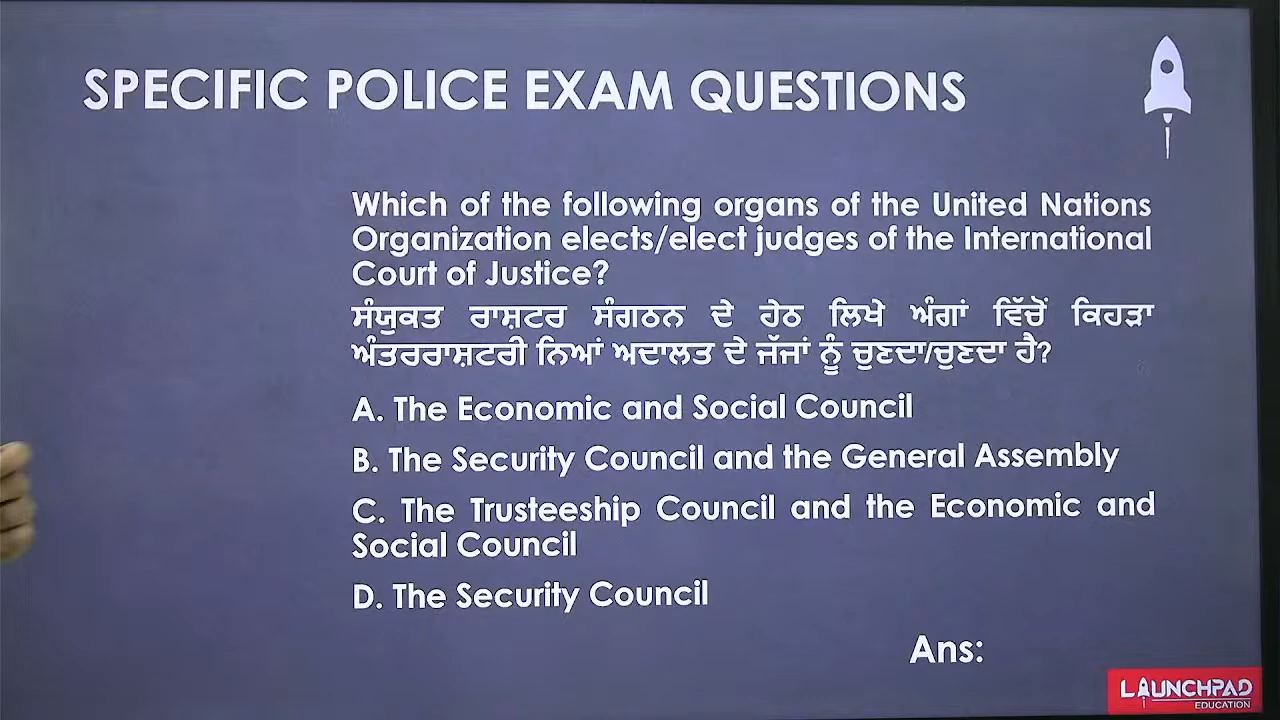 SPECIFIC POLICE EXAM QUESTIONS
Which of the following organs of the United Nations
Organization elects/elect judges of the International
Court of Justice?
ਸੰਯੁਕਤ ਰਾਸ਼ਟਰ ਸੰਗਠਨ ਦੇ ਹੇਠ ਲਿਖੇ ਅੰਗਾਂ ਵਿੱਚੋਂ ਕਿਹੜਾ
ਅੰਤਰਰਾਸ਼ਟਰੀ ਨਿਆਂ ਅਦਾਲਤ ਦੇ ਜੱਜਾਂ ਨੂੰ ਚੁਣਦਾ/ਚੁਣਦਾ ਹੈ?
A. The Economic and Social Council
B. The Security Council and the General Assembly
C. The Trusteeship Council and the Economic and
Social Council
D. The Security Council
Ans:
LAUNCHPAD
EDUCATION